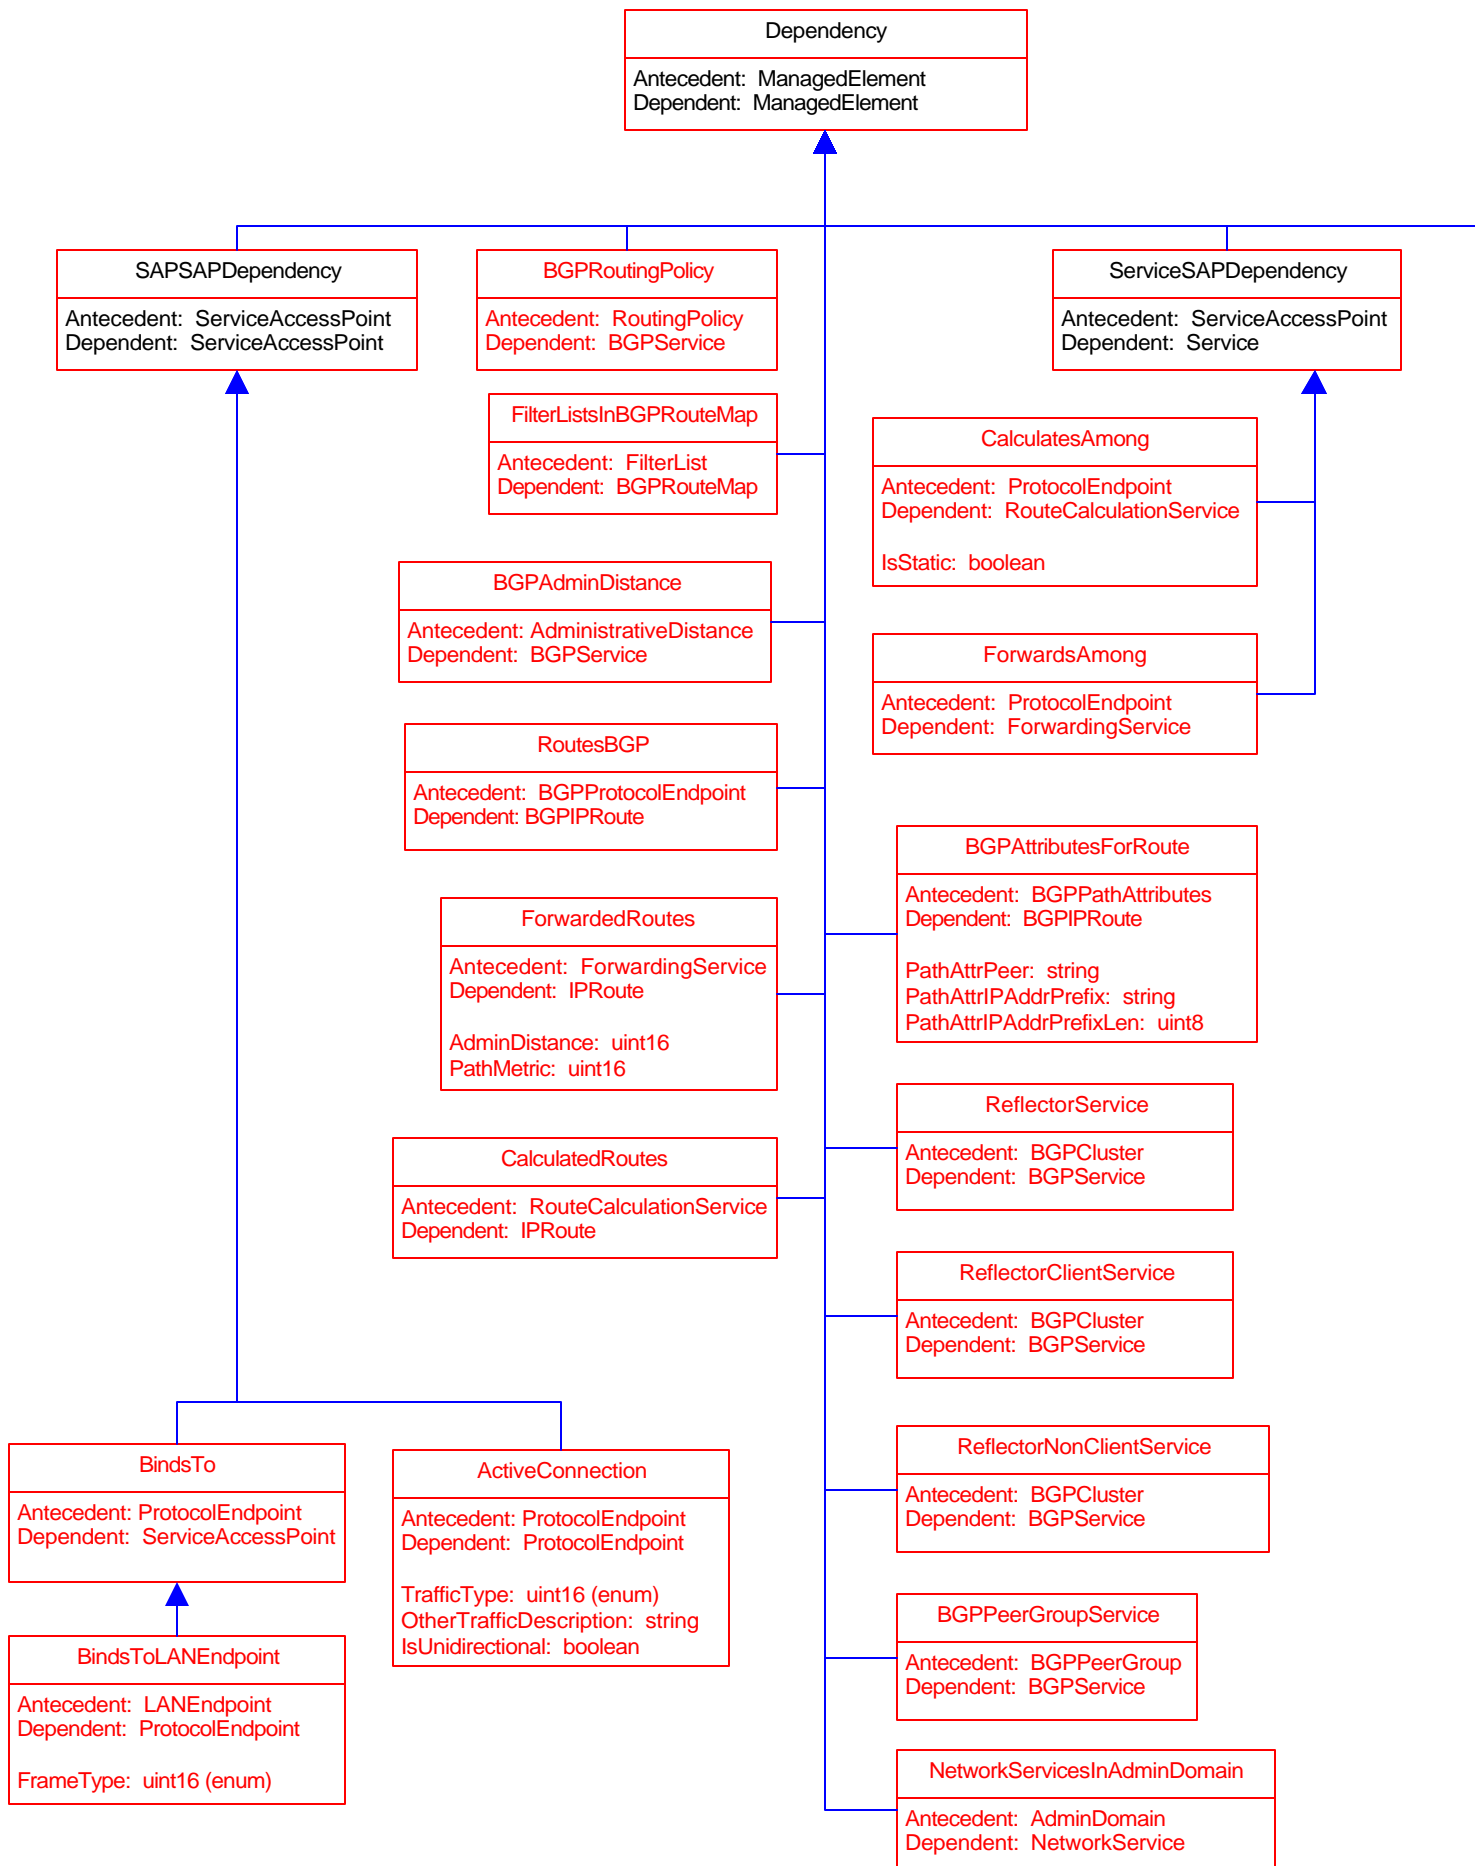 Dependency
Antecedent: ManagedElement
Dependent: ManagedElement
SAPSAPDependency
Antecedent: ServiceAccessPoint
Dependent: ServiceAccessPoint
BGPRoutingPolicy
Antecedent: RoutingPolicy
Dependent: BGPService
ServiceSAPDependency
Antecedent: ServiceAccessPoint
Dependent: Service
FilterListsInBGPRouteMap
Antecedent: FilterList
Dependent: BGPRouteMap
CalculatesAmong
Antecedent: ProtocolEndpoint
Dependent: RouteCalculationService
IsStatic: boolean
BGPAdminDistance
Antecedent: AdministrativeDistance
Dependent: BGPService
ForwardsAmong
Antecedent: ProtocolEndpoint
Dependent: ForwardingService
RoutesBGP
Antecedent: BGPProtocolEndpoint
Dependent: BGPIPRoute
BGPAttributesForRoute
Antecedent: BGPPathAttributes
Dependent: BGPIPRoute
PathAttrPeer: string
PathAttrIPAddrPrefix: string
PathAttrIPAddrPrefixLen: uint8
ForwardedRoutes
Antecedent: ForwardingService
Dependent: IPRoute
AdminDistance: uint16
PathMetric: uint16
ReflectorService
Antecedent: BGPCluster
Dependent: BGPService
CalculatedRoutes
Antecedent: RouteCalculationService
Dependent: IPRoute
ReflectorClientService
Antecedent: BGPCluster
Dependent: BGPService
ReflectorNonClientService
Antecedent: BGPCluster
Dependent: BGPService
BindsTo
Antecedent: ProtocolEndpoint
Dependent: ServiceAccessPoint
ActiveConnection
Antecedent: ProtocolEndpoint
Dependent: ProtocolEndpoint
TrafficType: uint16 (enum)
OtherTrafficDescription: string
IsUnidirectional: boolean
BGPPeerGroupService
Antecedent: BGPPeerGroup
Dependent: BGPService
BindsToLANEndpoint
Antecedent: LANEndpoint
Dependent: ProtocolEndpoint
FrameType: uint16 (enum)
NetworkServicesInAdminDomain
Antecedent: AdminDomain
Dependent: NetworkService